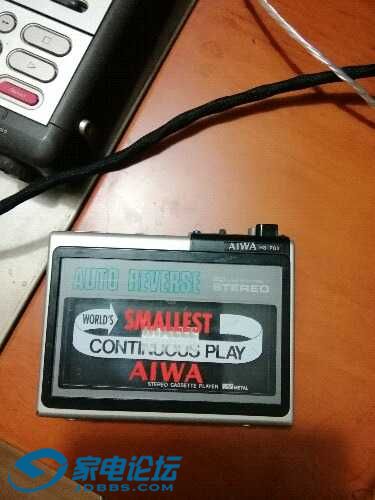 AIWA HS-P05
AUTO REVERSE
STEREO
WORLD'S SMALLEST
CONTINUOUS PLAY
AIWA
STEREO CASSETTE PLAYER METAL
家电论坛
JDBBS.COM